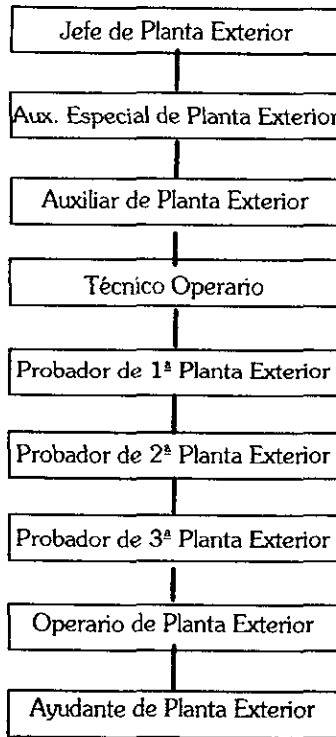 Jefe de Planta Exterior
Aux. Especial de Planta Exterior
Auxiliar de Planta Exterior
Técnico Operario
Probador de 1ª Planta Exterior
Probador de 2ª Planta Exterior
Probador de 3ª Planta Exterior
Operario de Planta Exterior
Ayudante de Planta Exterior